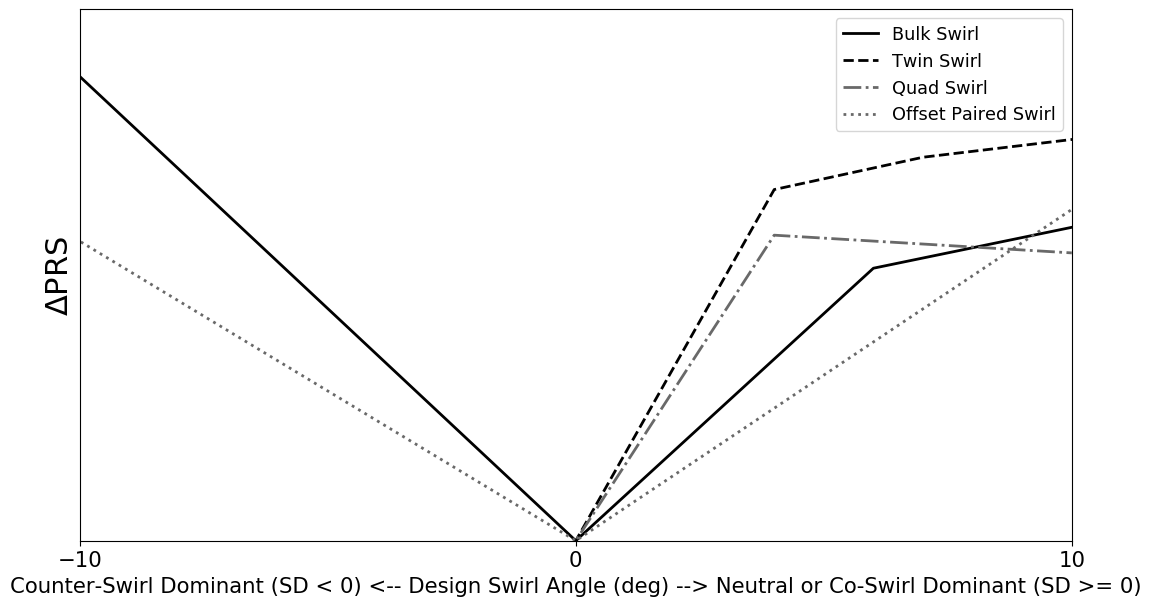 Bulk Swirl
Twin Swirl
Quad Swirl
Offset Paired Swirl
ΔPRS
−10
0
10
Counter-Swirl Dominant (SD < 0) <-- Design Swirl Angle (deg) --> Neutral or Co-Swirl Dominant (SD >= 0)